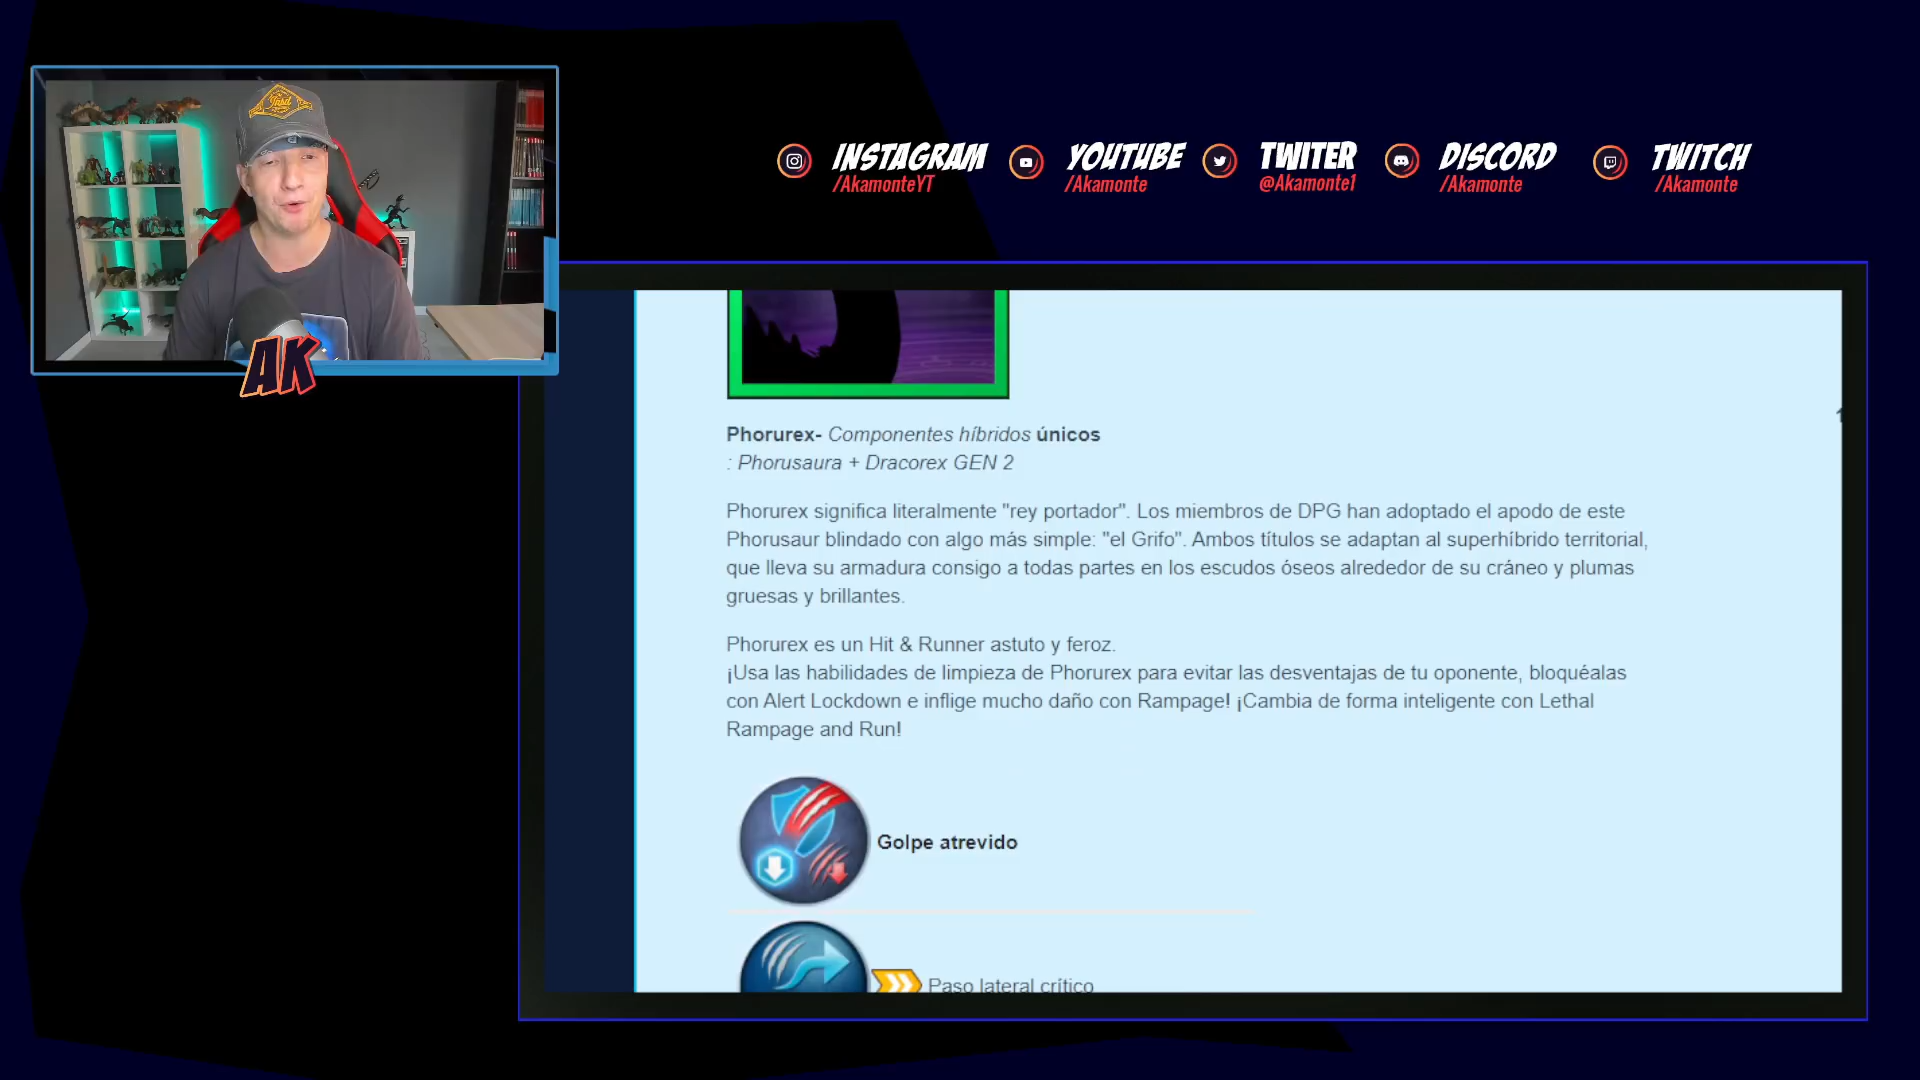 INSTAGRAM
/AkamonteYT
YOUTUBE
/Akamonte
TWITER
@Akamonte1
DISCORD
/Akamonte
TWITCH
/Akamonte
AK
Phorurex- Componentes híbridos únicos
: Phorusaura + Dracorex GEN 2
Phorurex significa literalmente "rey portador". Los miembros de DPG han adoptado el apodo de este
Phorusaur blindado con algo más simple: "el Grifo". Ambos títulos se adaptan al superhíbrido territorial,
que lleva su armadura consigo a todas partes en los escudos óseos alrededor de su cráneo y plumas
gruesas y brillantes.
Phorurex es un Hit & Runner astuto y feroz.
¡Usa las habilidades de limpieza de Phorurex para evitar las desventajas de tu oponente, bloquéalas
con Alert Lockdown e inflige mucho daño con Rampage! ¡Cambia de forma inteligente con Lethal
Rampage and Run!
Golpe atrevido
Paso lateral crítico